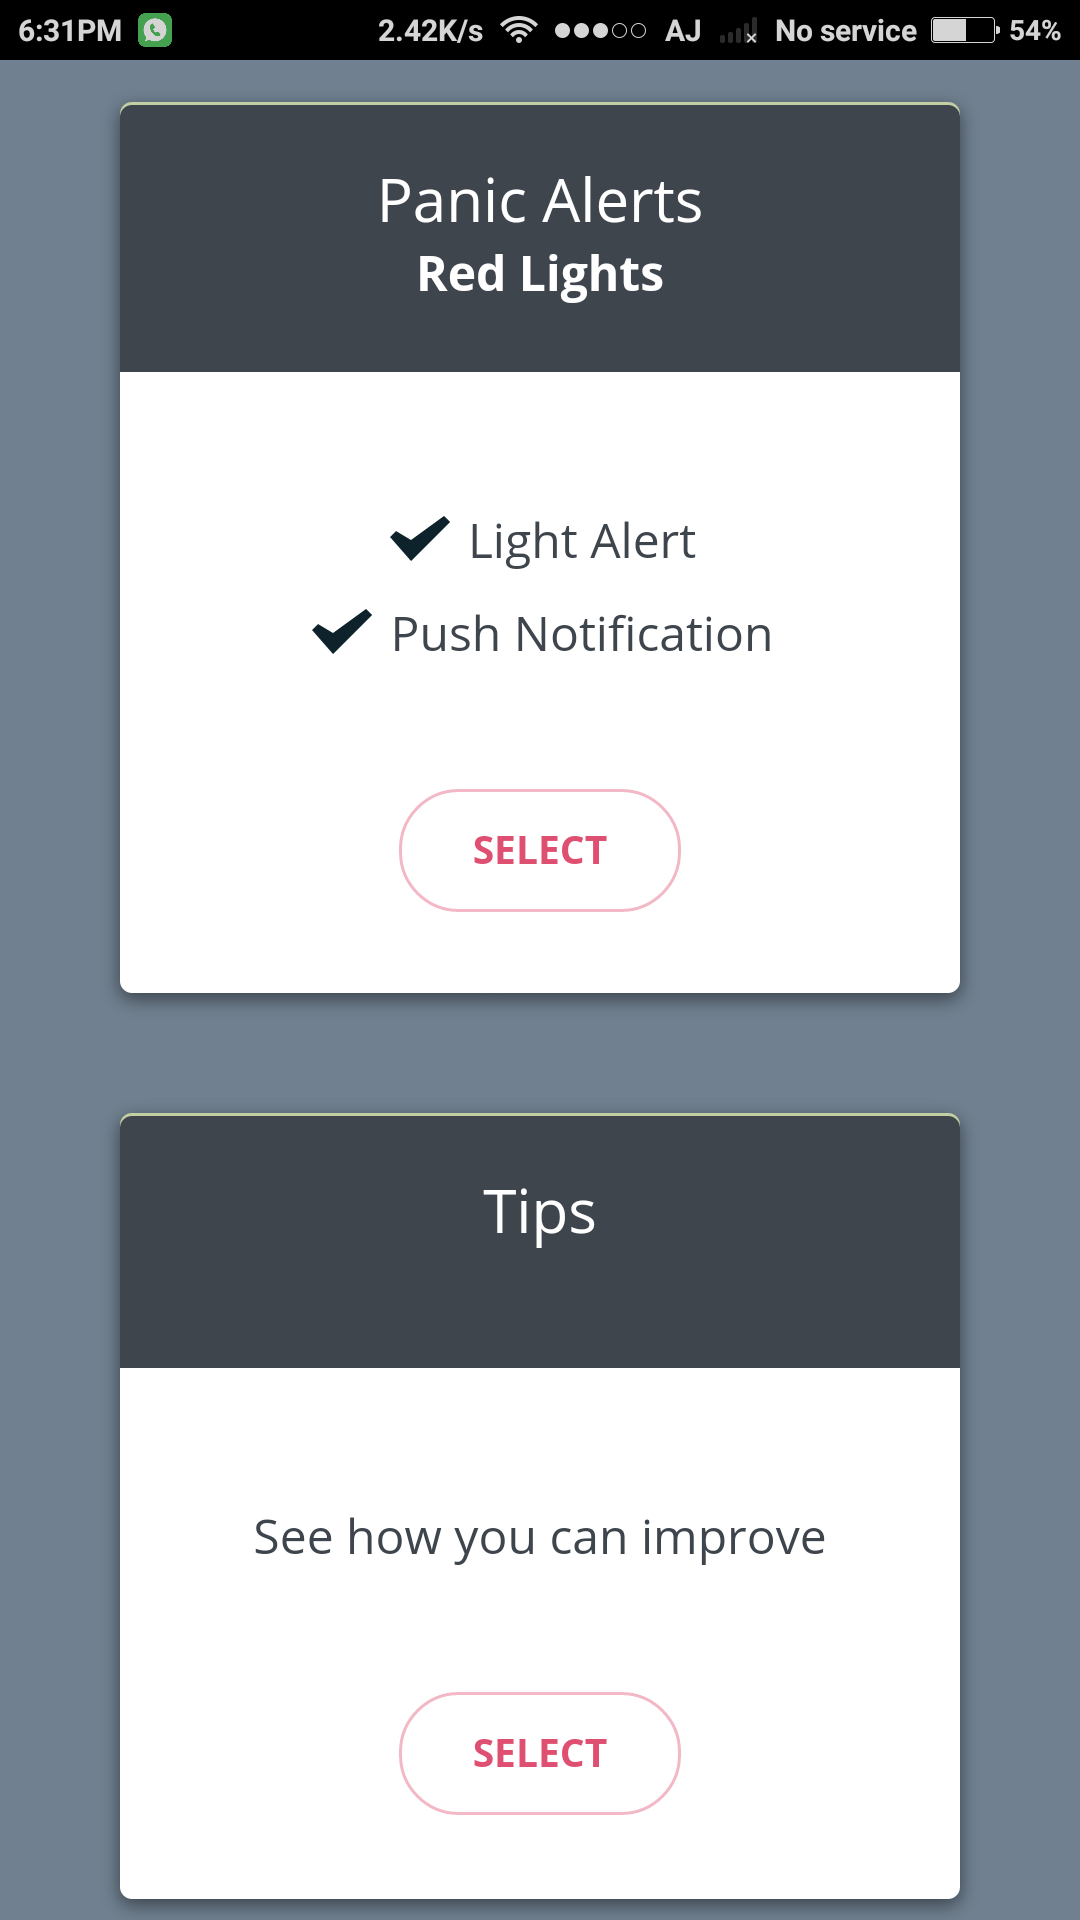 6:31PM 2.42K/s AJ No service 54%
Panic Alerts
Red Lights
Light Alert
Push Notification
SELECT
Tips
See how you can improve
SELECT